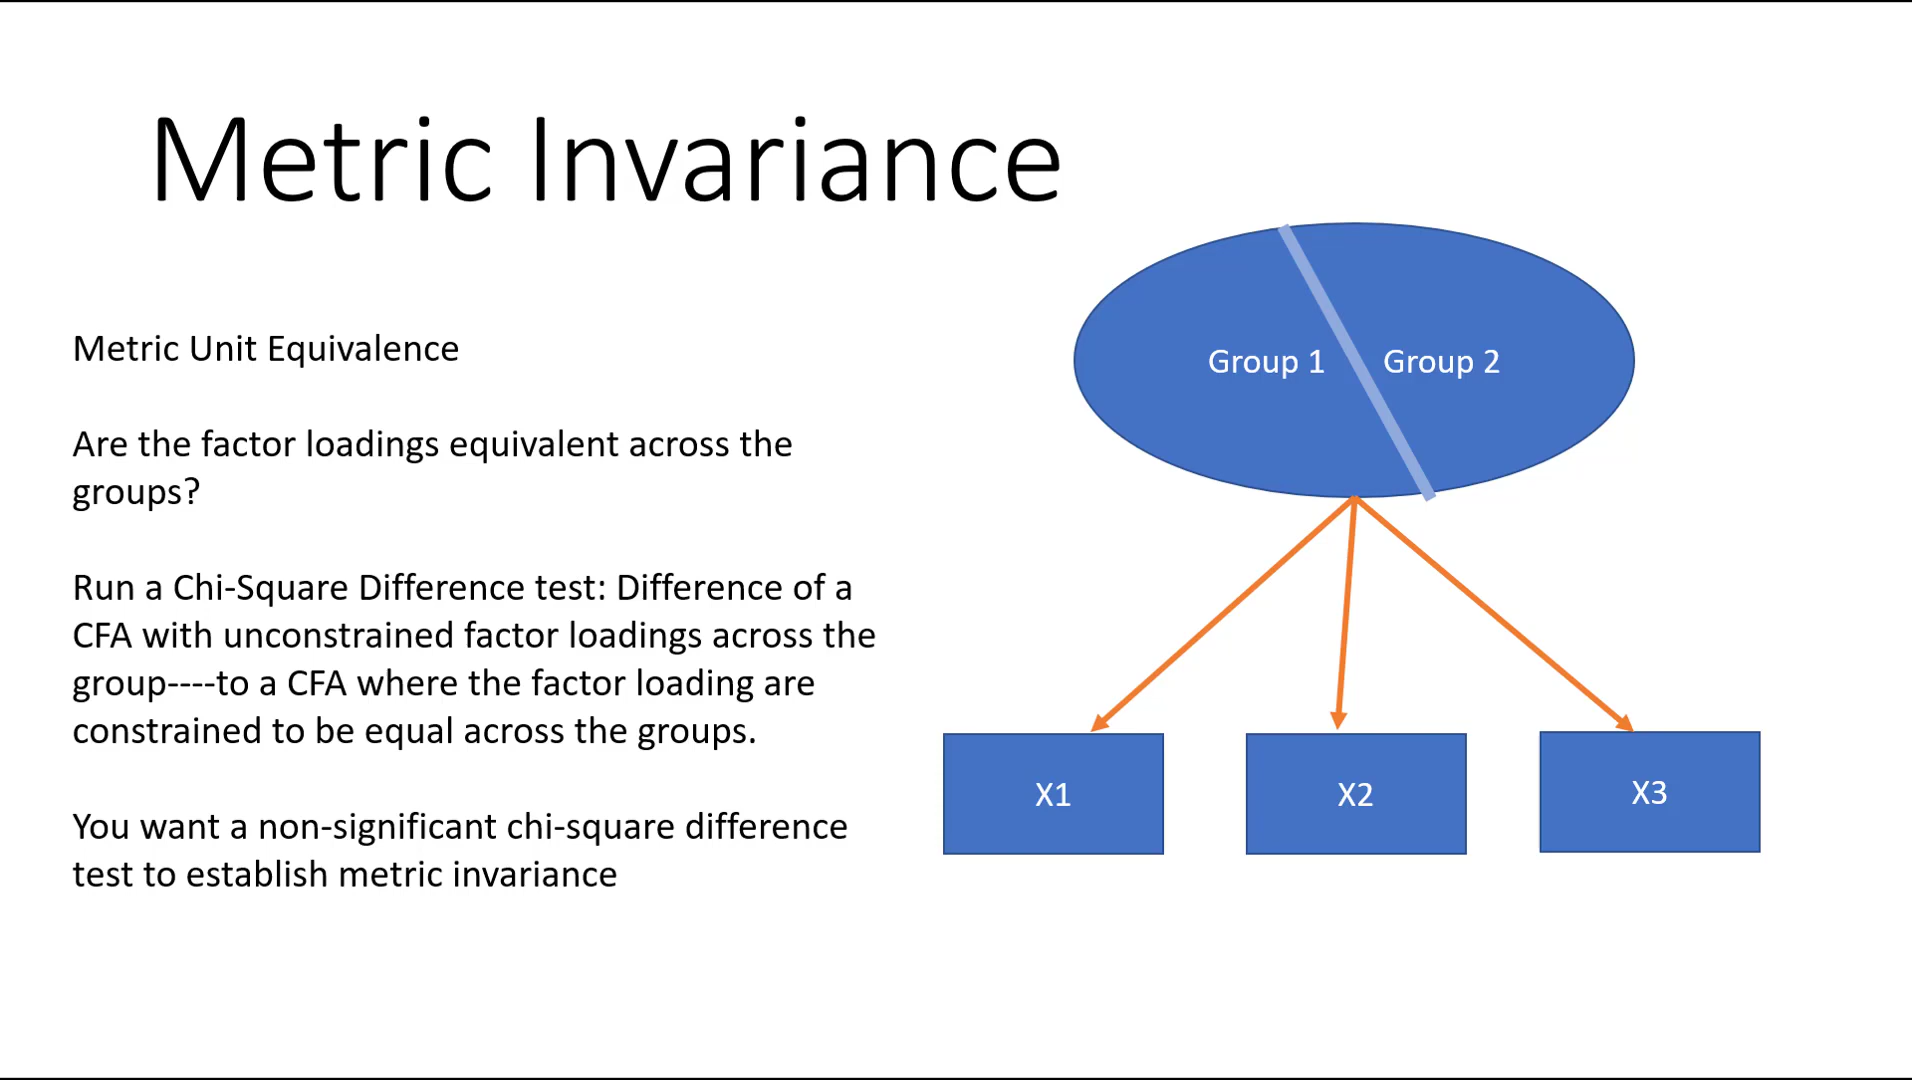 Metric Invariance
Metric Unit Equivalence
Are the factor loadings equivalent across the
groups?
Run a Chi-Square Difference test: Difference of a
CFA with unconstrained factor loadings across the
group----to a CFA where the factor loading are
constrained to be equal across the groups.
You want a non-significant chi-square difference
test to establish metric invariance
Group 1
Group 2
X1
X2
X3